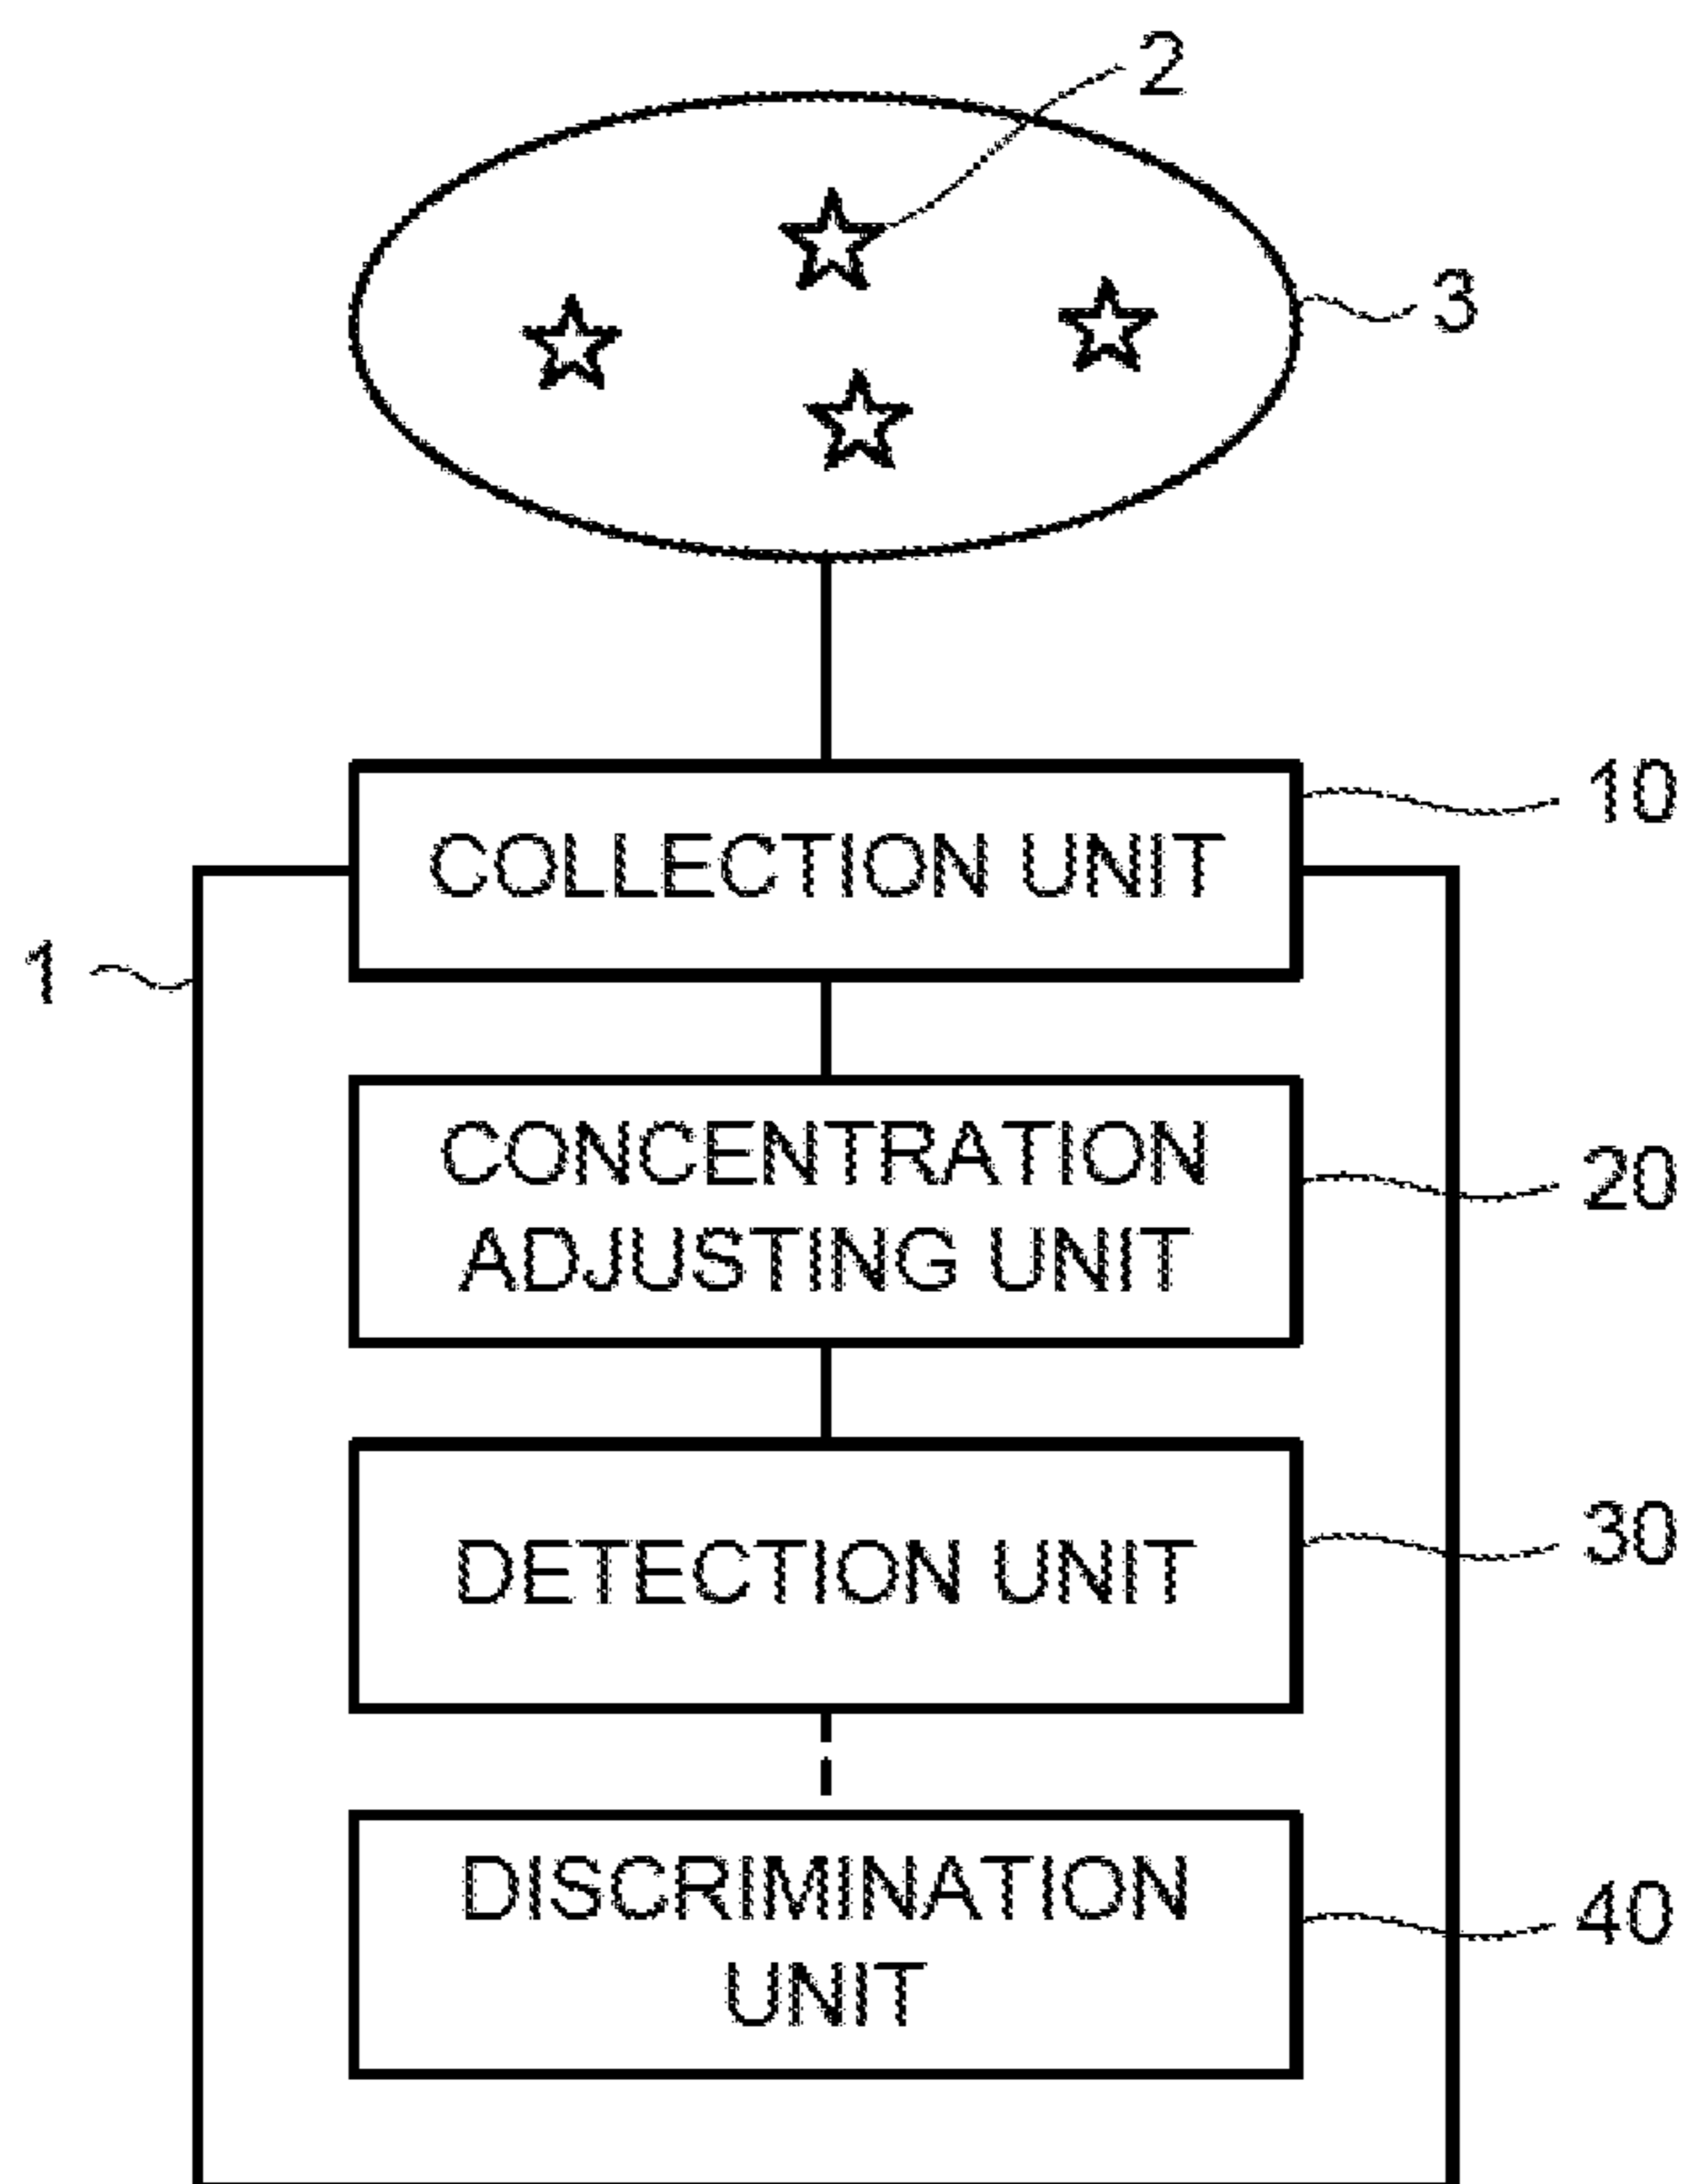 2
3
10
COLLECTION UNIT
1
CONCENTRATION
ADJUSTING UNIT
20
DETECTION UNIT
30
DISCRIMINATION
UNIT
40